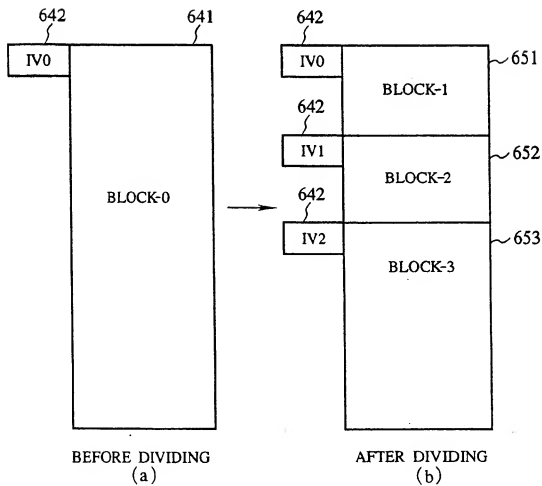 642
641
IV0
BLOCK-0
BEFORE DIVIDING
(a)
642
IV0
BLOCK-1
651
642
IV1
BLOCK-2
652
642
IV2
BLOCK-3
653
AFTER DIVIDING
(b)